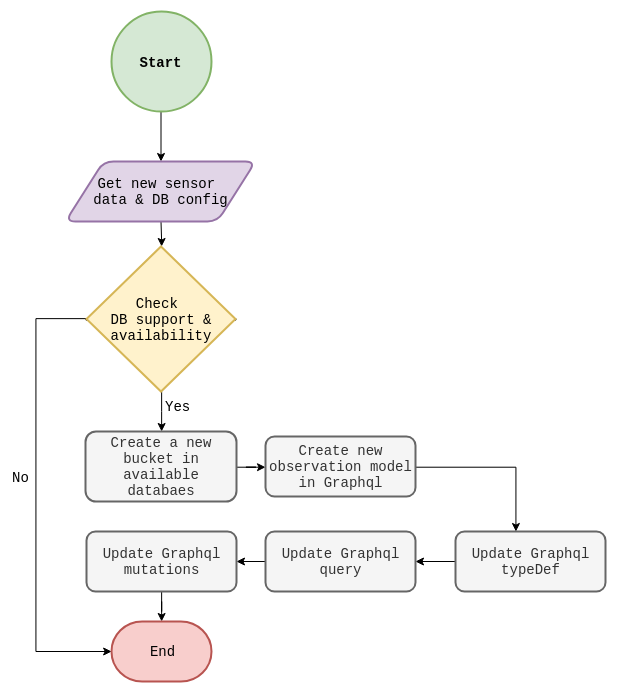 Start
Get new sensor
data & DB config
Check
DB support &
availability
Yes
No
Create a new
bucket in
available
databaes
Create new
observation model
in Graphql
Update Graphql
typeDef
Update Graphql
query
Update Graphql
mutations
End